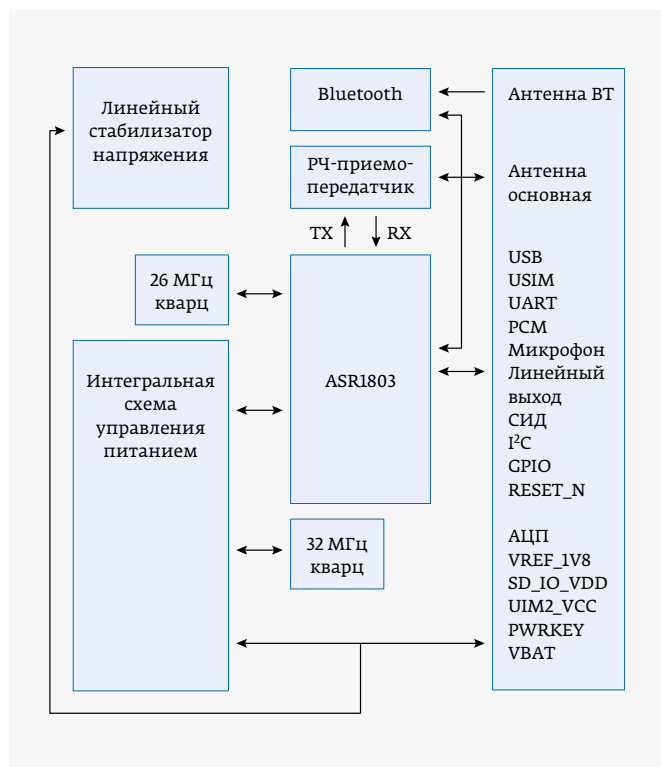 Линейный
стабилизатор
напряжения
Bluetooth
Антенна BT
РЧ-приемо-
передатчик
Антенна
основная
TX
RX
26 МГц
кварц
ASR1803
Интегральная
схема
управления
питанием
32 МГц
кварц
USB
USIM
UART
PCM
Микрофон
Линейный
выход
СИД
I²C
GPIO
RESET_N
АЦП
VREF_1V8
SD_IO_VDD
UIM2_VCC
PWRKEY
VBAT